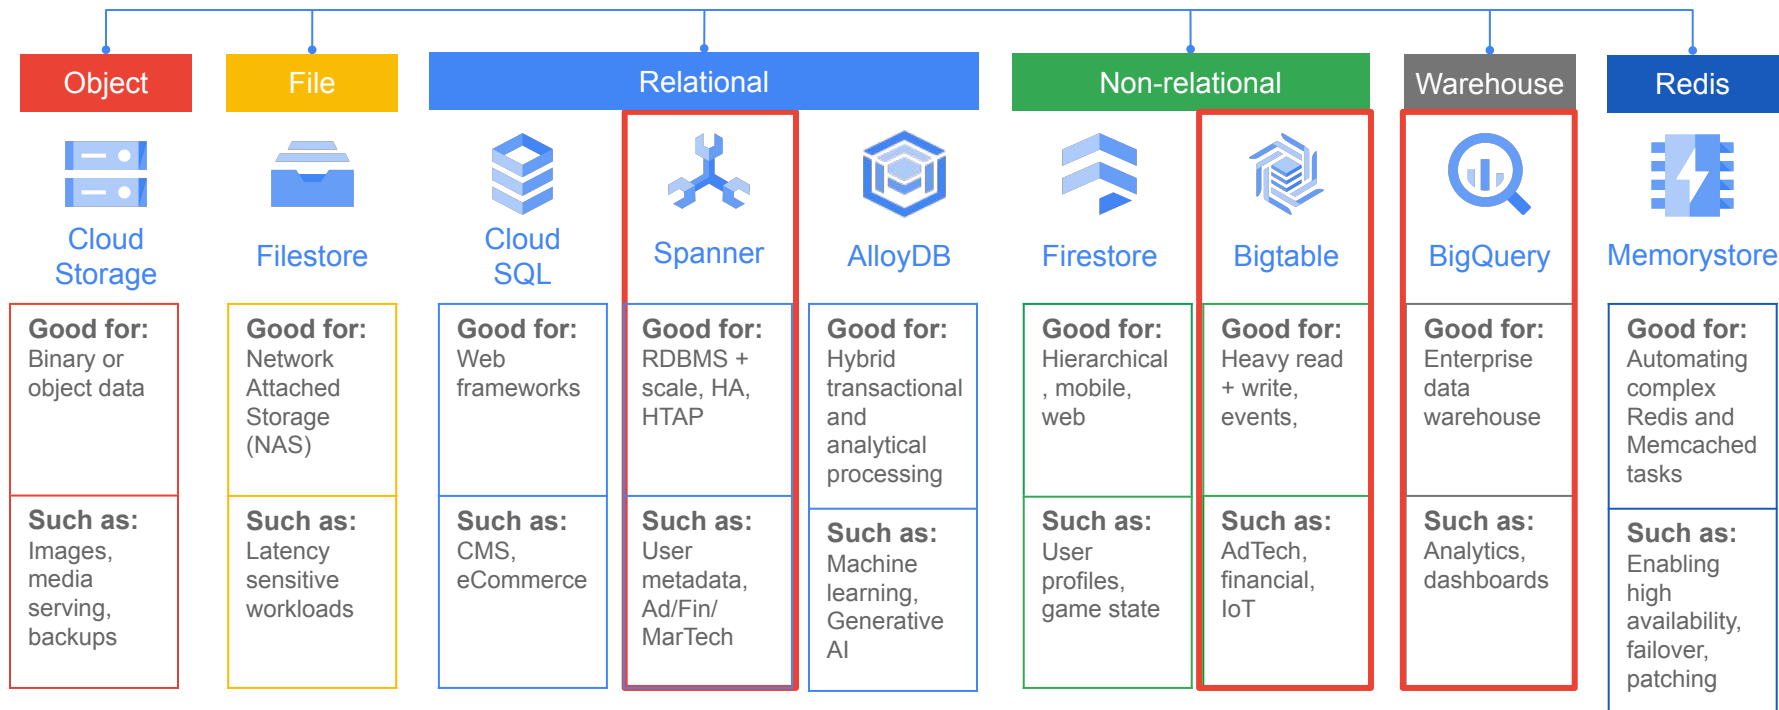 Object
File
Relational
Non-relational
Warehouse
Redis
Cloud
Storage
Filestore
Cloud
SQL
Spanner
AlloyDB
Firestore
Bigtable
BigQuery
Memorystore
Good for:
Binary or
object data
Good for:
Network
Attached
Storage
(NAS)
Good for:
Web
frameworks
Good for:
RDBMS +
scale, HA,
HTAP
Good for:
Hybrid
transactional
and
analytical
processing
Good for:
Hierarchical
, mobile,
web
Good for:
Heavy read
+ write,
events,
Good for:
Enterprise
data
warehouse
Good for:
Automating
complex
Redis and
Memcached
tasks
Such as:
Images,
media
serving,
backups
Such as:
Latency
sensitive
workloads
Such as:
CMS,
eCommerce
Such as:
User
metadata,
Ad/Fin/
MarTech
Such as:
Machine
learning,
Generative
AI
Such as:
User
profiles,
game state
Such as:
AdTech,
financial,
IoT
Such as:
Analytics,
dashboards
Such as:
Enabling
high
availability,
failover,
patching